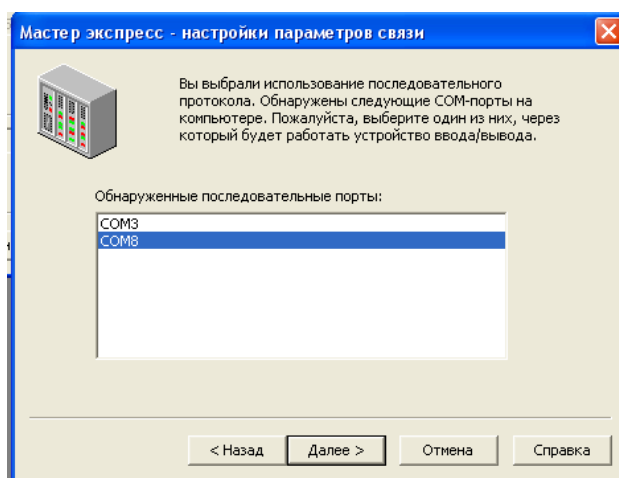 Мастер экспресс - настройки параметров связи
Вы выбрали использование последовательного
протокола. Обнаружены следующие COM-порты на
компьютере. Пожалуйста, выберите один из них, через
который будет работать устройство ввода/вывода.
Обнаруженные последовательные порты:
COM3
COM8
< Назад Далее > Отмена Справка